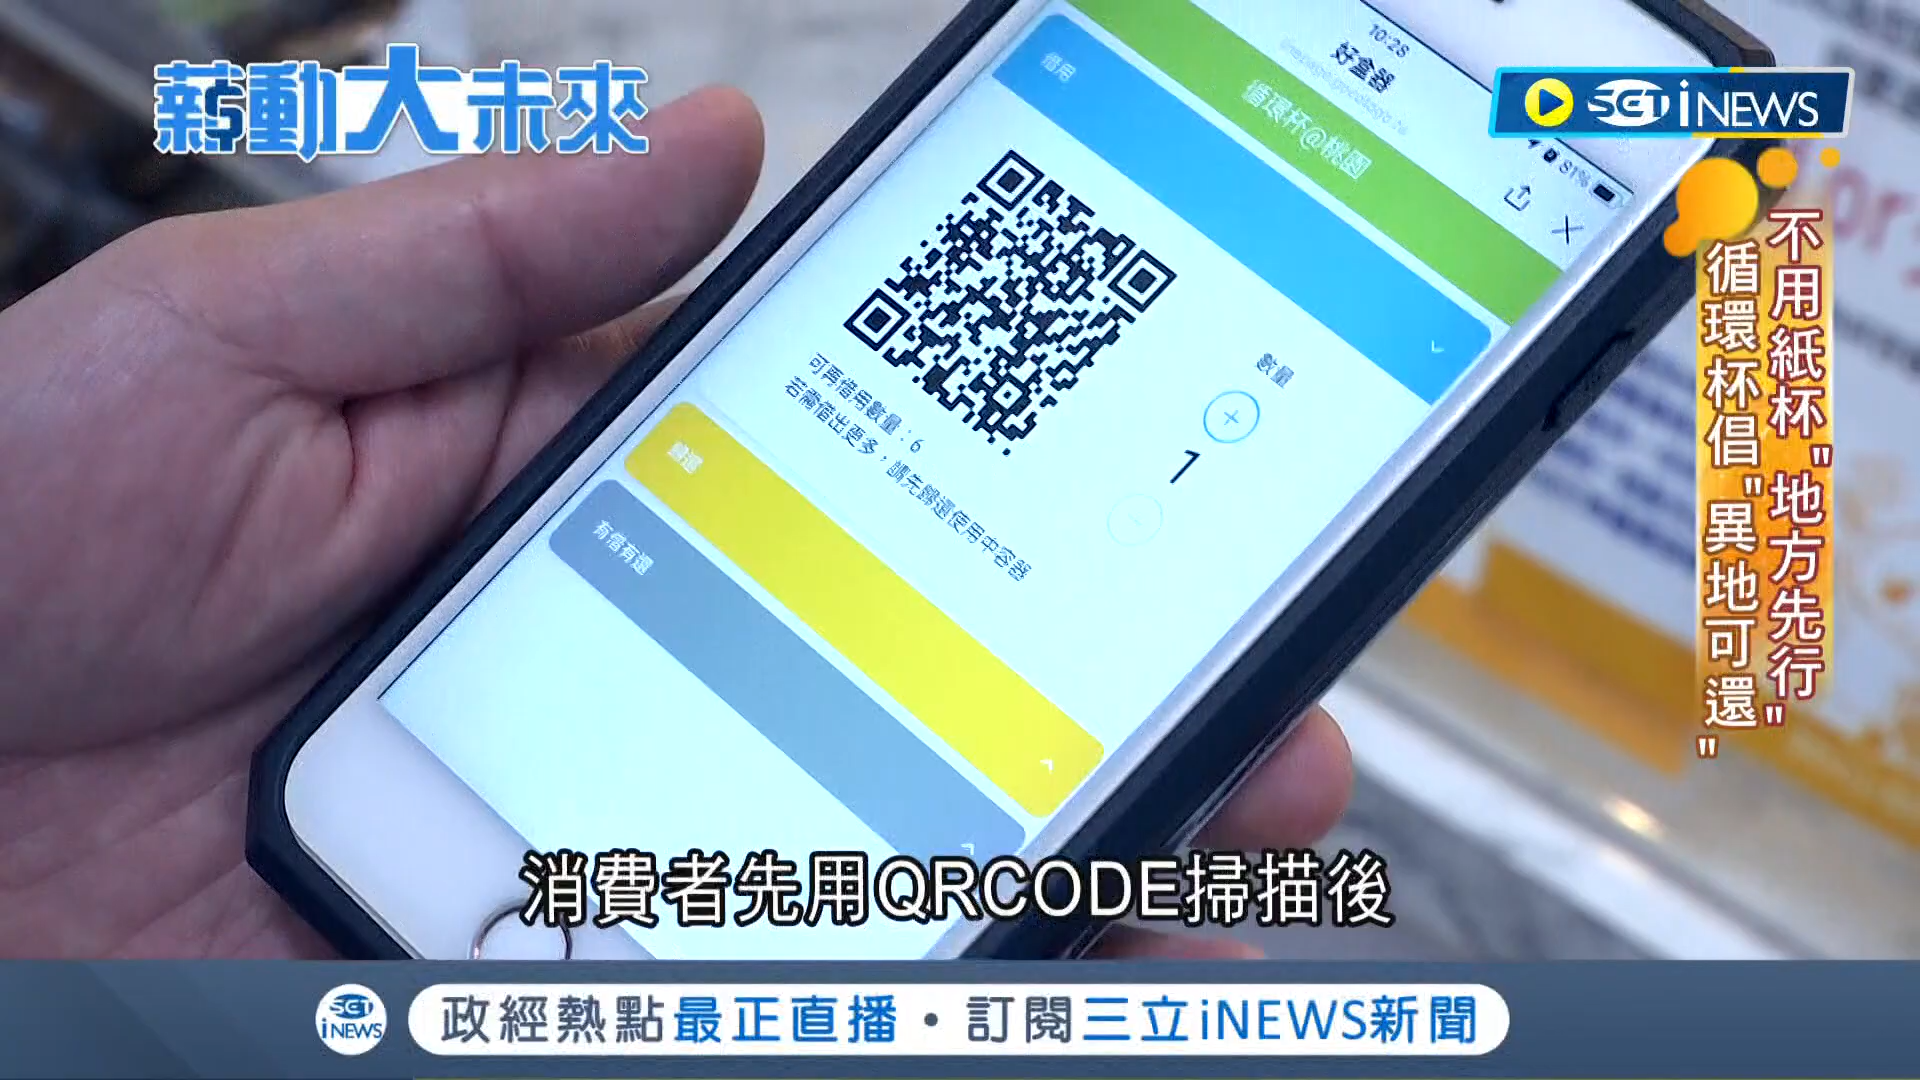 薪動大未來
SET iNEWS
不用紙杯"地方先行"
循環杯倡"異地可還"
10:28
好盒器
81%
循環杯@桃園
借用
數量
1
可再借用數量：6
若需借出更多，請先歸還使用中容器
歸還
有借有還
消費者先用QRCODE掃描後
SET iNEWS
政經熱點最正直播・訂閱三立iNEWS新聞